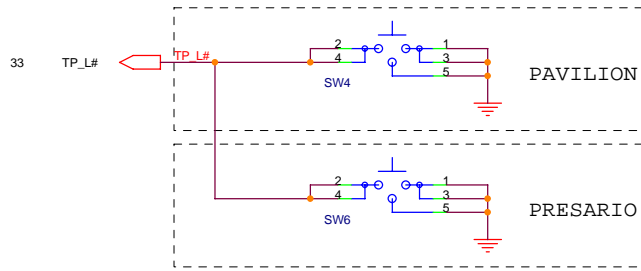 33 TP_L# TP_L#
2 1
4 3
5
SW4
PAVILION
2 1
4 3
5
SW6
PRESARIO